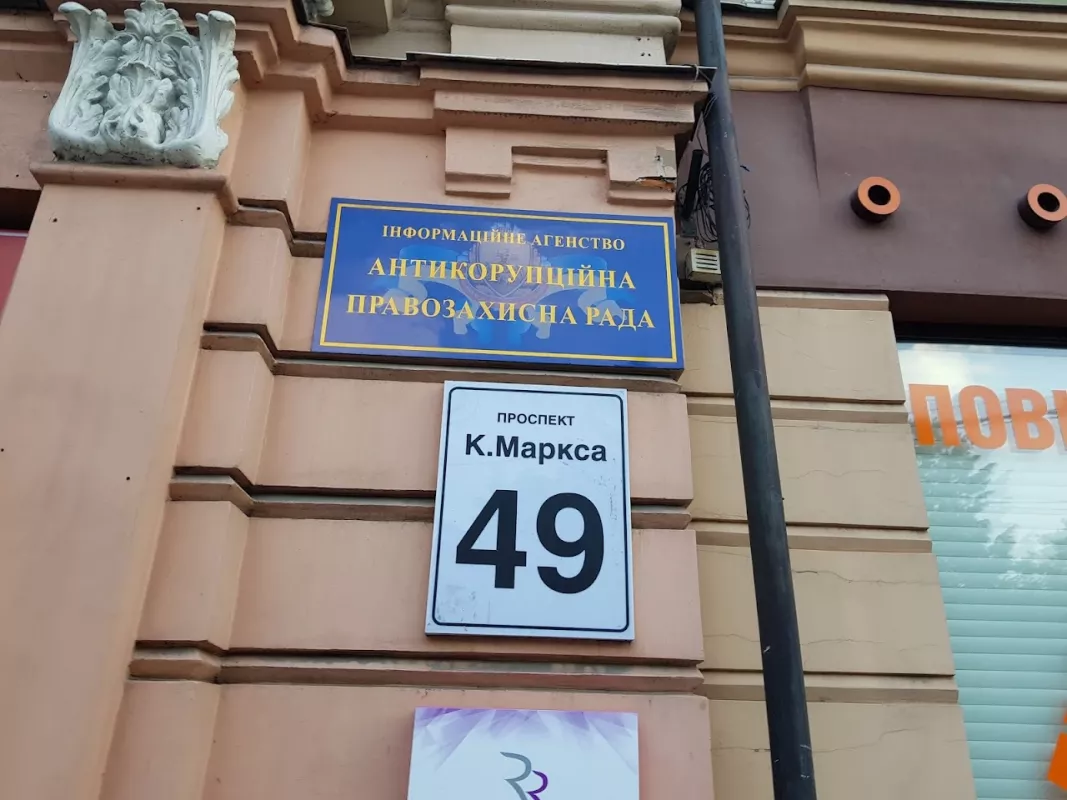 ІНФОРМАЦІЙНЕ АГЕНСТВО
АНТИКОРУПЦІЙНА
ПРАВОЗАХИСНА РАДА
ПРОСПЕКТ
К.Маркса
49